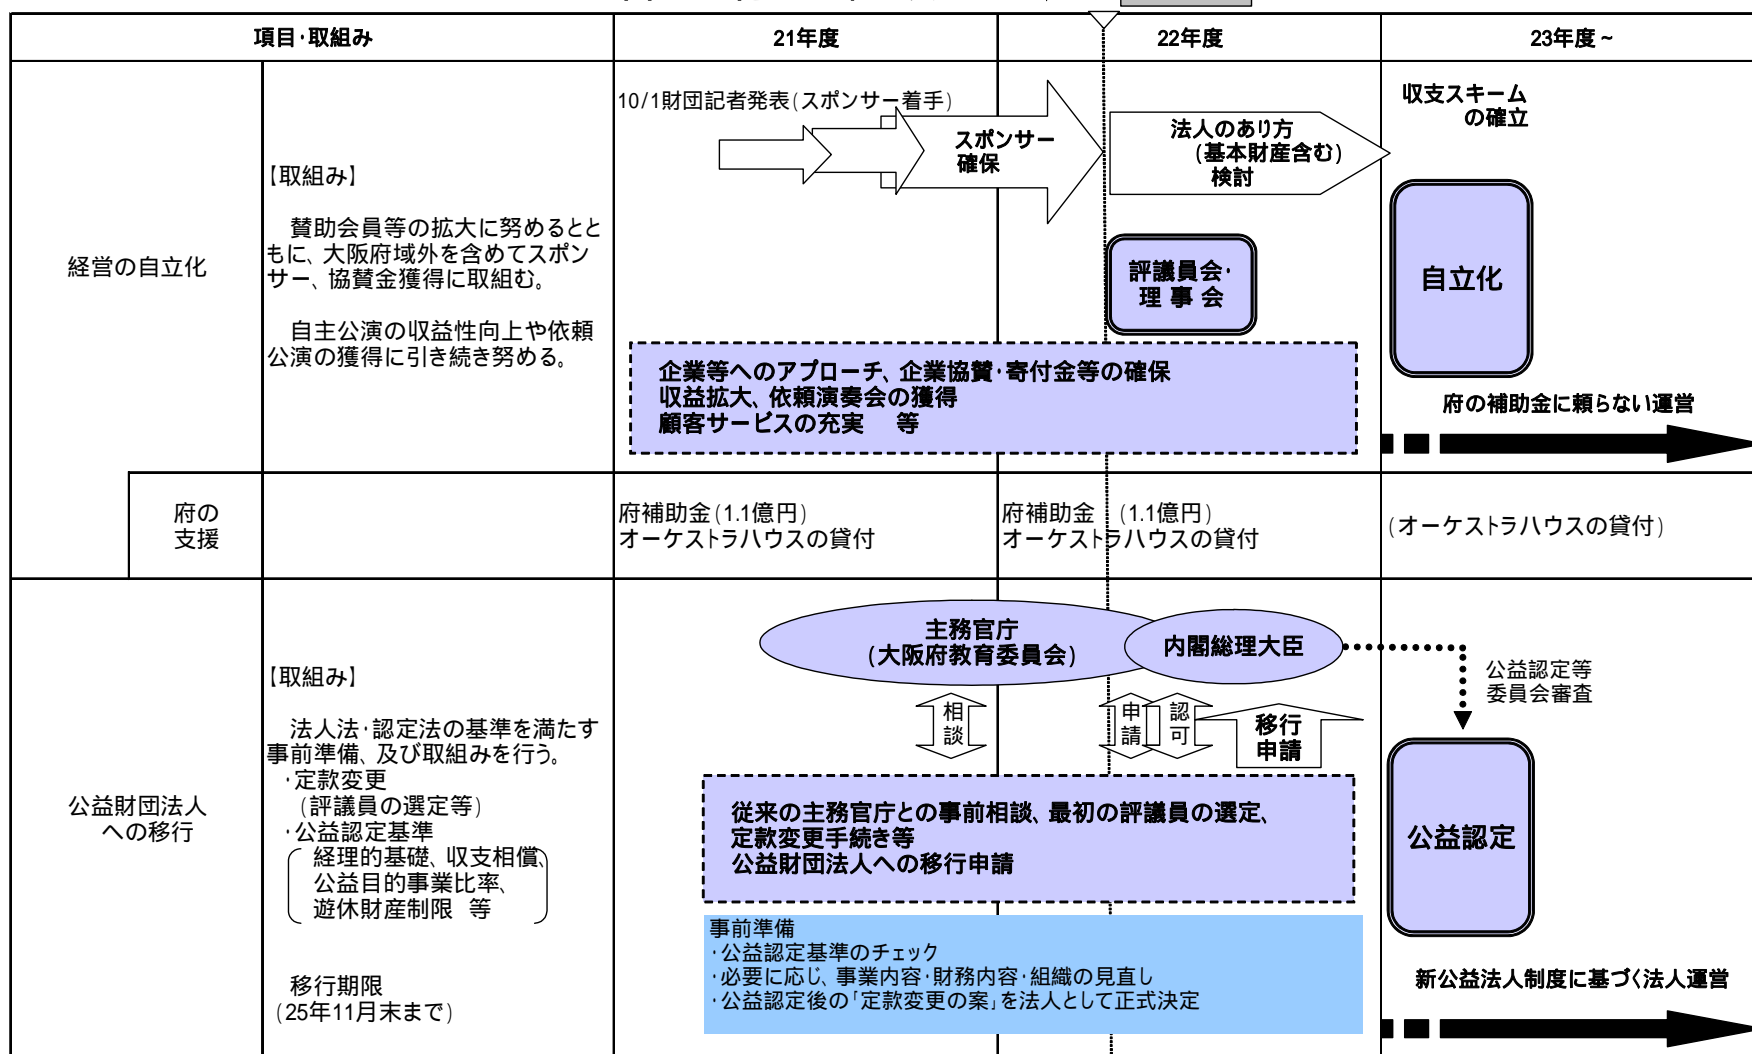 項目・取組み
21年度
22年度
23年度～
経営の自立化
【取組み】
賛助会員等の拡大に努めるとと
もに、大阪府域外を含めてスポン
サー、協賛金獲得に取組む。
自主公演の収益性向上や依頼
公演の獲得に引き続き努める。
10/1財団記者発表(スポンサー着手)
スポンサー
確保
法人のあり方
(基本財産含む)
検討
収支スキーム
の確立
評議員会・
理事会
自立化
企業等へのアプローチ、企業協賛・寄付金等の確保
収益拡大、依頼演奏会の獲得
顧客サービスの充実 等
府の補助金に頼らない運営
府の
支援
府補助金(1.1億円)
オーケストラハウスの貸付
府補助金 (1.1億円)
オーケストラハウスの貸付
(オーケストラハウスの貸付)
公益財団法人
への移行
【取組み】
法人法・認定法の基準を満たす
事前準備、及び取組みを行う。
・定款変更
(評議員の選定等)
・公益認定基準
経理的基礎、収支相償、
公益目的事業比率、
遊休財産制限 等
移行期限
(25年11月末まで)
主務官庁
(大阪府教育委員会)
内閣総理大臣
公益認定等
委員会審査
相談
申請
認可
移行
申請
従来の主務官庁との事前相談、最初の評議員の選定、
定款変更手続き等
公益財団法人への移行申請
公益認定
事前準備
・公益認定基準のチェック
・必要に応じ、事業内容・財務内容・組織の見直し
・公益認定後の「定款変更の案」を法人として正式決定
新公益法人制度に基づく法人運営